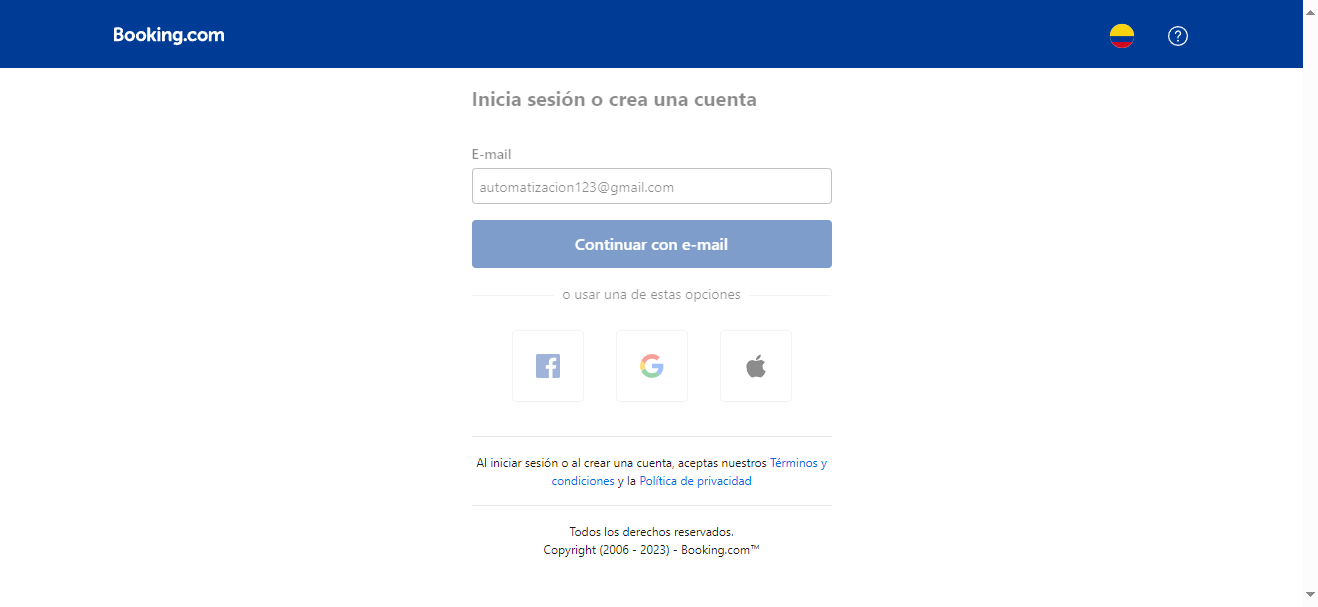 Booking.com
Inicia sesión o crea una cuenta
E-mail
automatizacion123@gmail.com
Continuar con e-mail
o usar una de estas opciones
Al iniciar sesión o al crear una cuenta, aceptas nuestros Términos y
condiciones y la Política de privacidad
Todos los derechos reservados.
Copyright (2006 - 2023) - Booking.com™